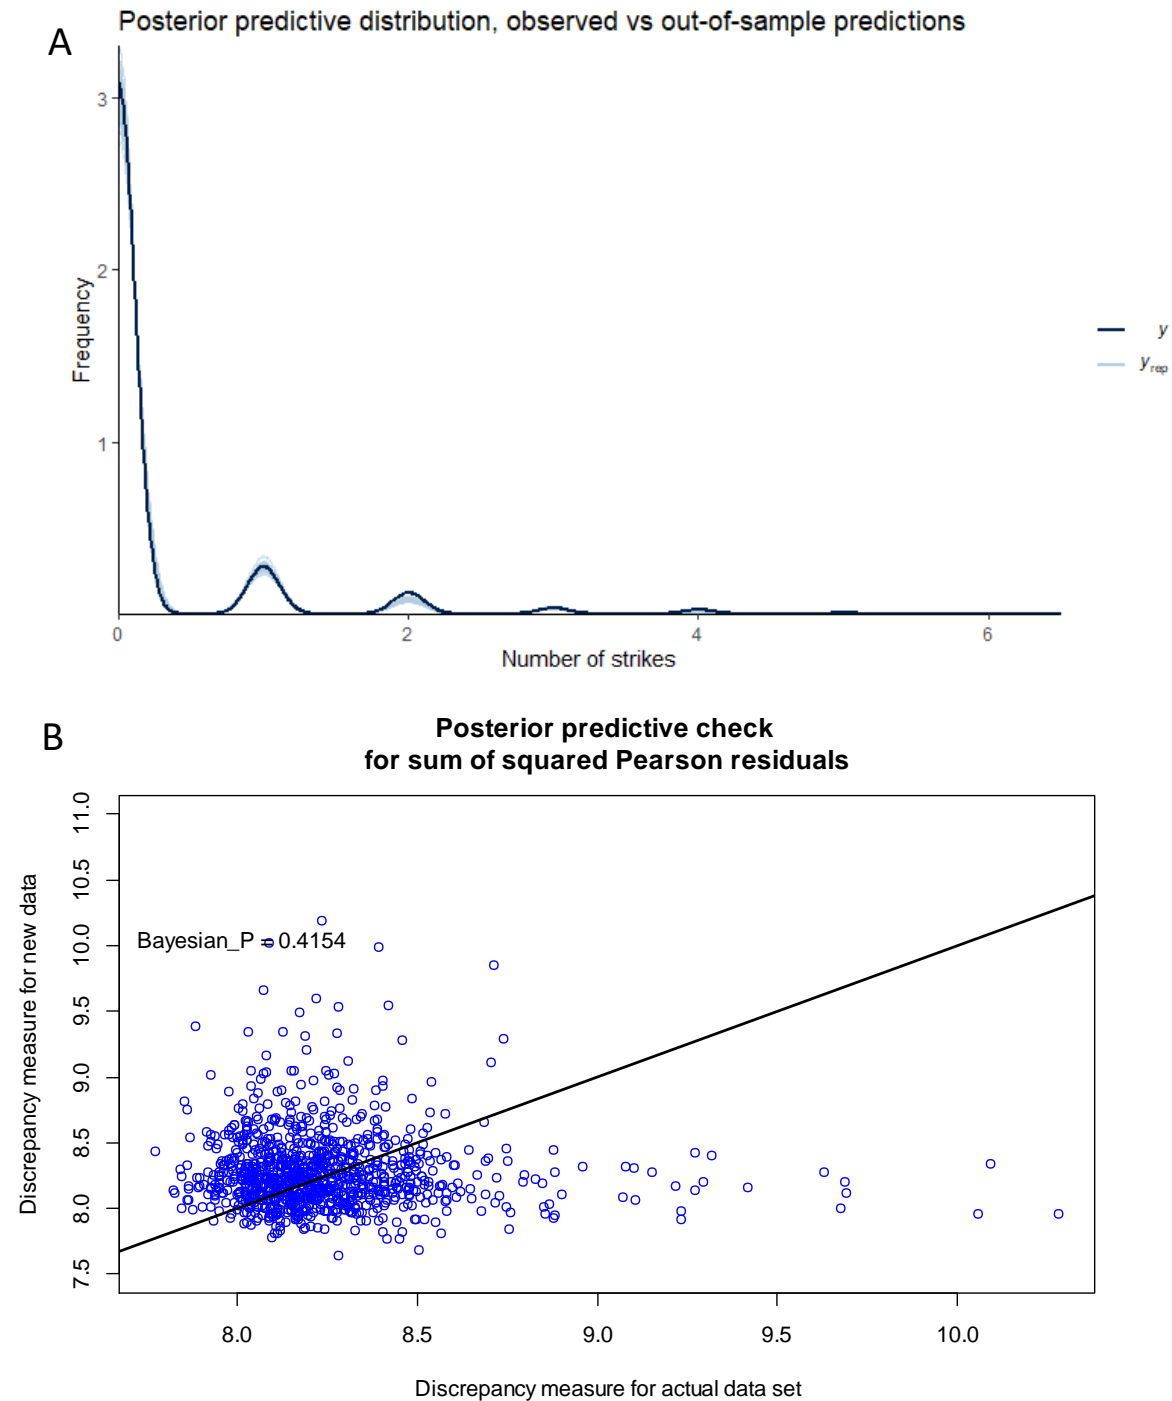 A
Posterior predictive distribution, observed vs out-of-sample predictions
3
2
1
Frequency
0
2
4
6
Number of strikes
y
yrep
B
Posterior predictive check
for sum of squared Pearson residuals
11.0
10.5
10.0
9.5
9.0
8.5
8.0
7.5
Discrepancy measure for new data
Bayesian_P = 0.4154
8.0
8.5
9.0
9.5
10.0
Discrepancy measure for actual data set